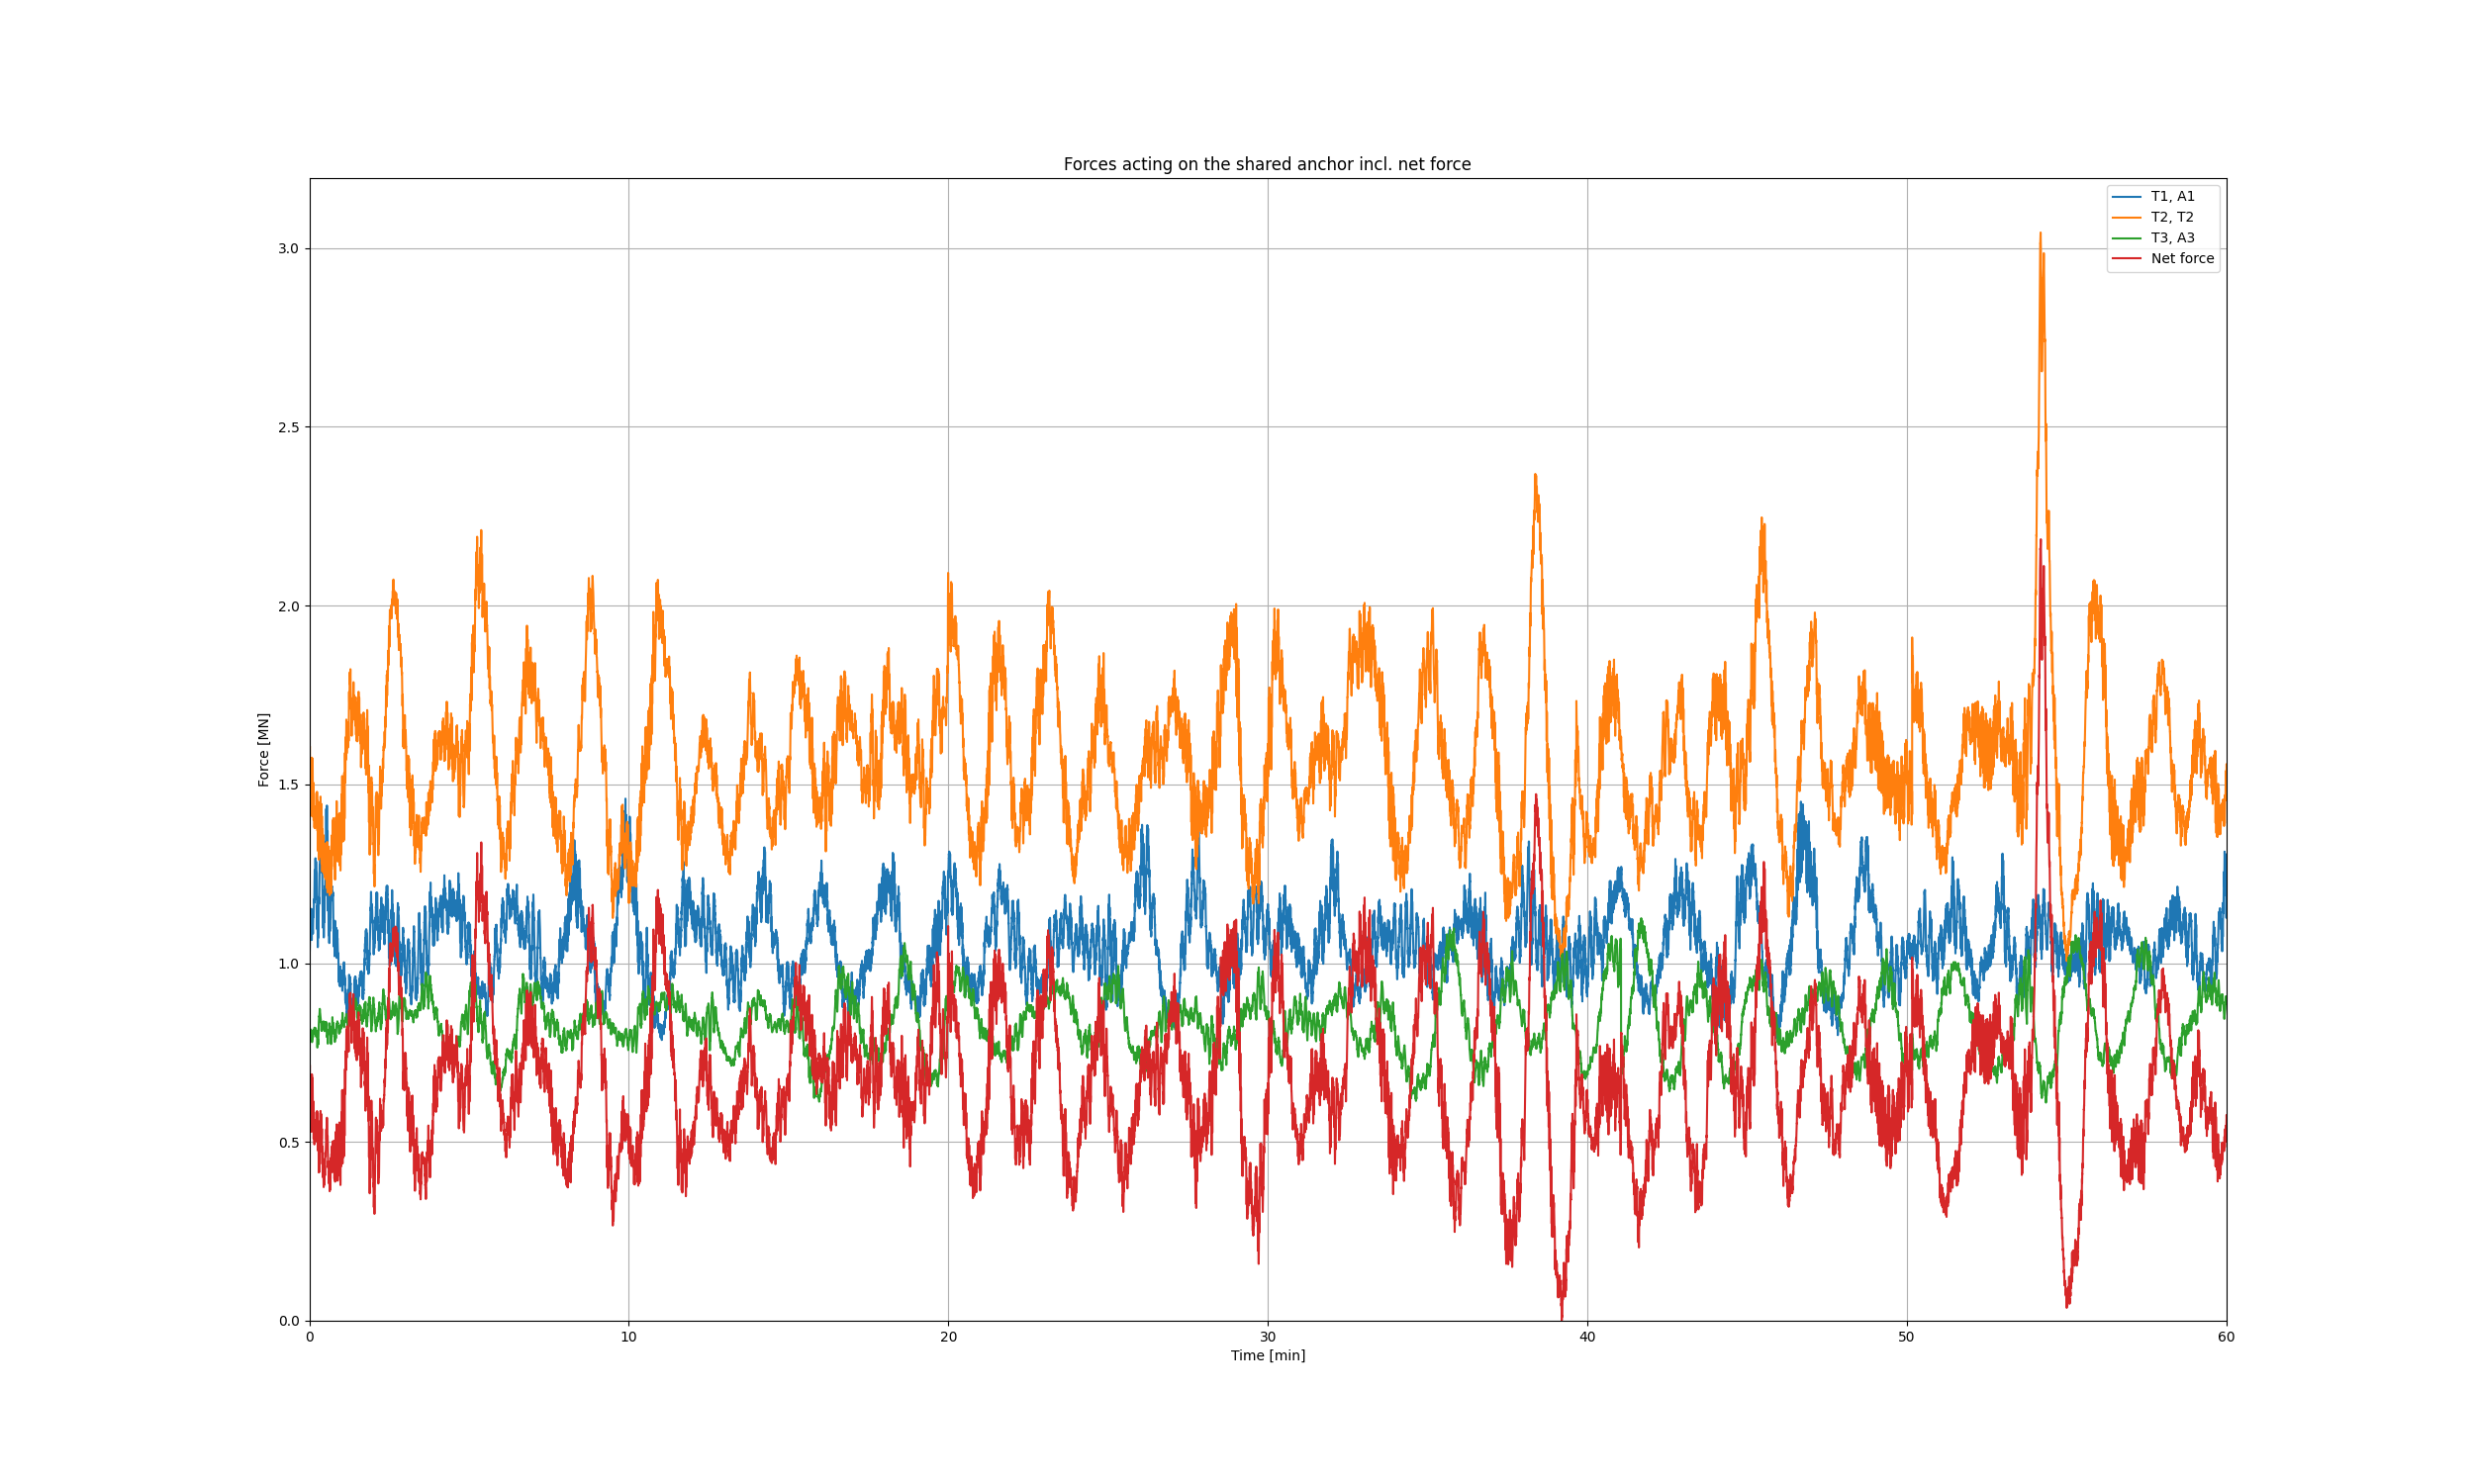 Forces acting on the shared anchor incl. net force
T1, A1
T2, T2
T3, A3
Net force
Force [MN]
3.0
2.5
2.0
1.5
1.0
0.5
0.0
0 10 20 30 40 50 60
Time [min]